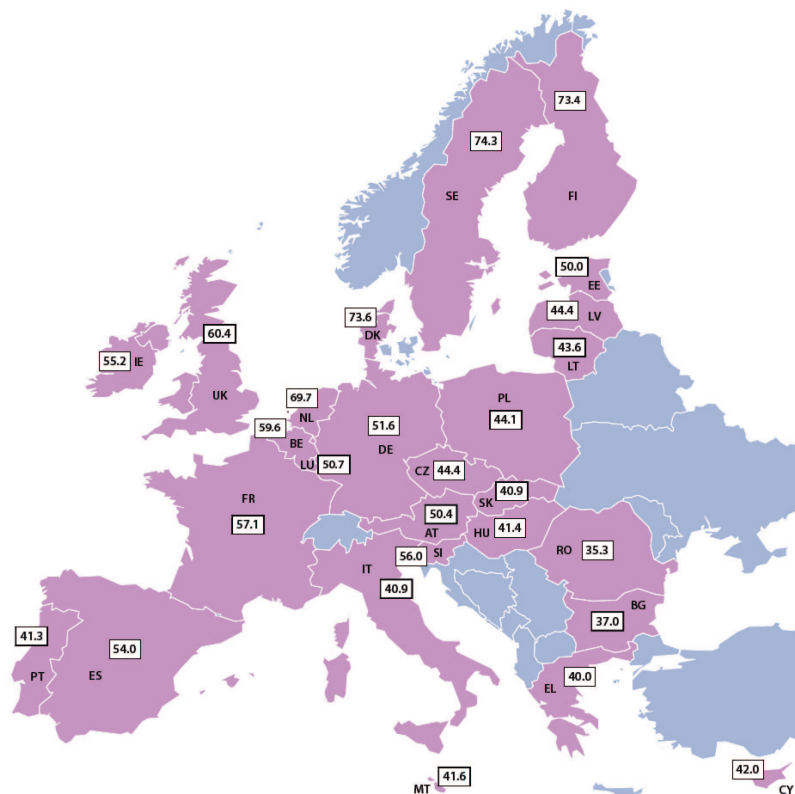 73.4
74.3
SE
FI
50.0
EE
73.6
44.4
LV
DK
60.4
43.6
55.2
IE
LT
69.7
PL
UK
NL
59.6
51.6
44.1
BE
DE
LU
50.7
CZ
44.4
40.9
FR
SK
50.4
57.1
AT
HU
41.4
56.0
SI
RO
35.3
IT
40.9
BG
41.3
37.0
54.0
PT
ES
EL
40.0
42.0
41.6
MT
CY